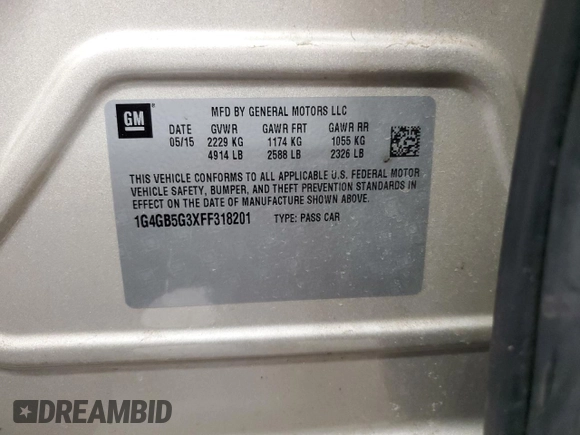 GM ®
MFD BY GENERAL MOTORS LLC
DATE GVWR GAWR FRT GAWR RR
05/15 2229 KG 1174 KG 1055 KG
4914 LB 2588 LB 2326 LB
THIS VEHICLE CONFORMS TO ALL APPLICABLE U.S. FEDERAL MOTOR
VEHICLE SAFETY, BUMPER, AND THEFT PREVENTION STANDARDS IN
EFFECT ON THE DATE OF MANUFACTURE SHOWN ABOVE.
1G4GB5G3XFF318201 TYPE: PASS CAR
DREAMBID